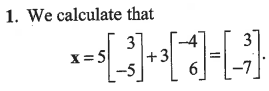 1. We calculate that
x = 5[3 -5] + 3[-4 6] = [3 -7].